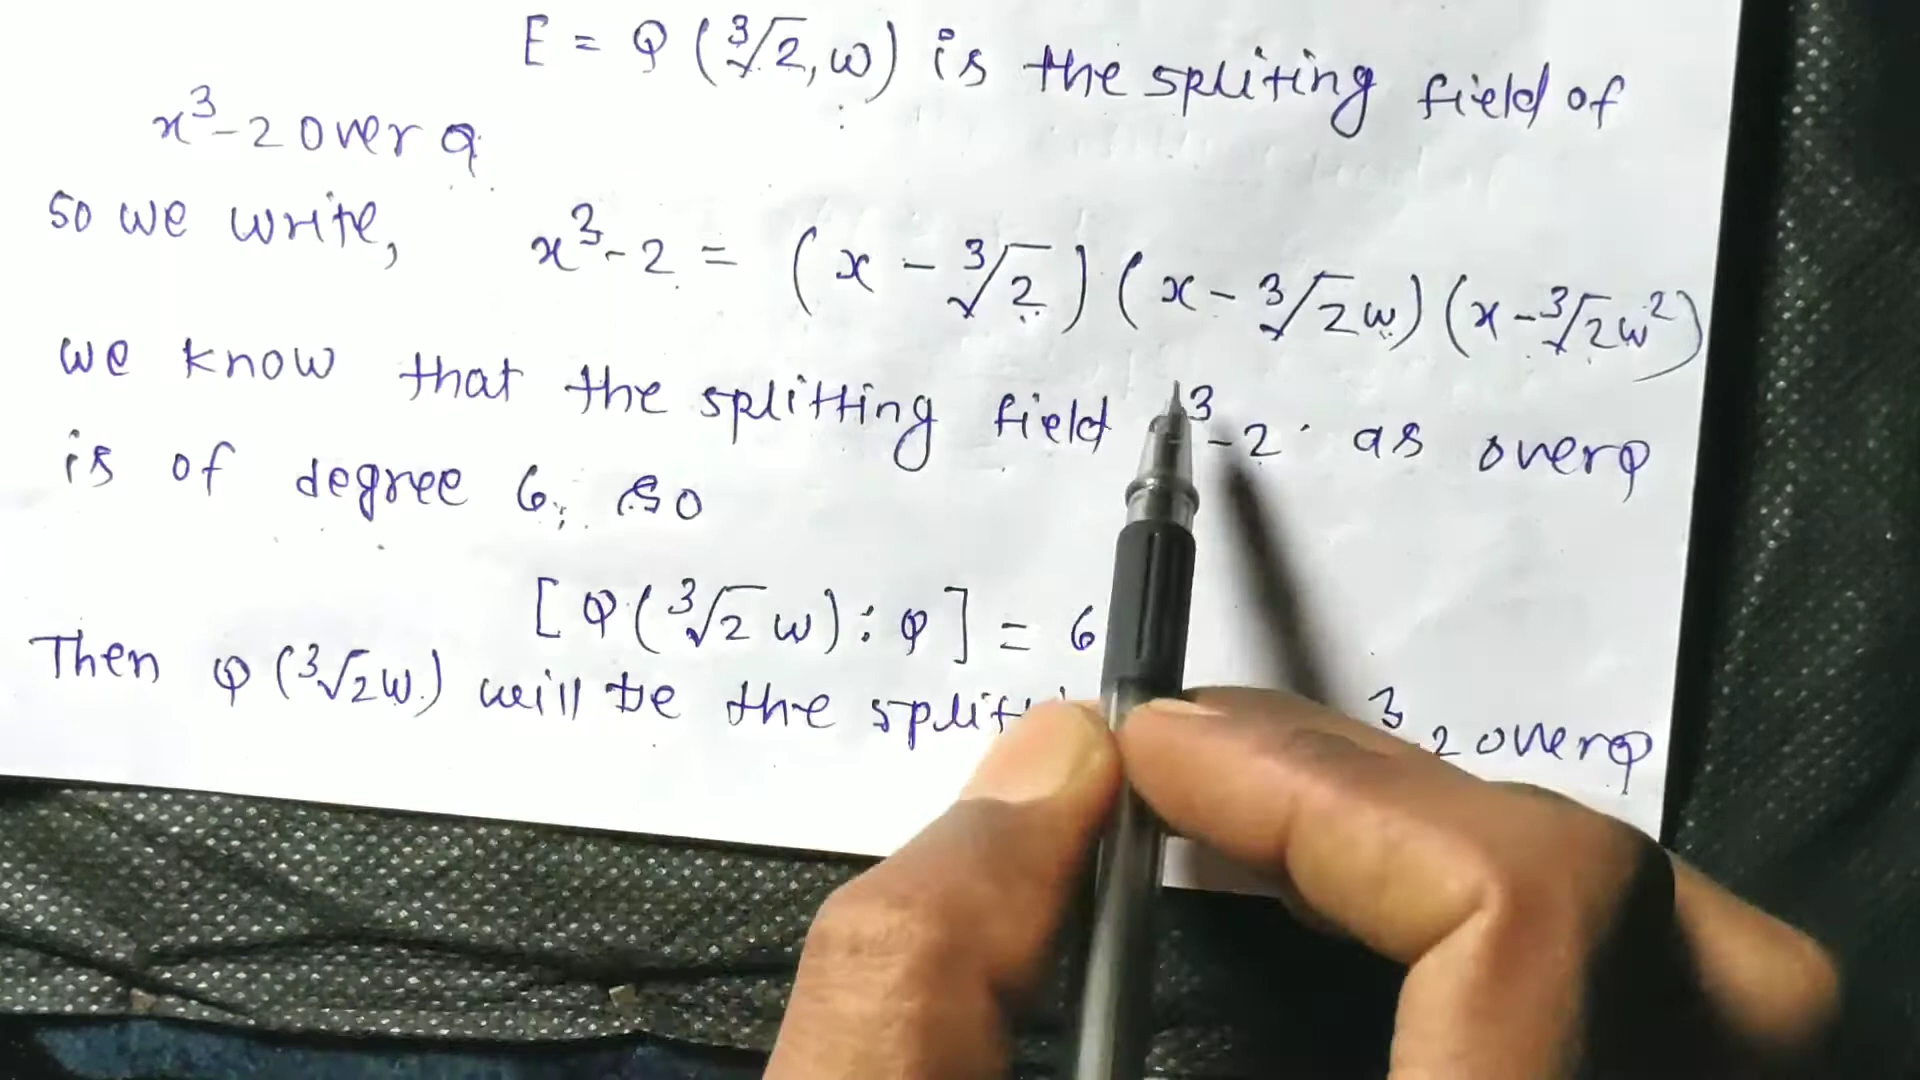 E = Q (∛2, ω) is the spliting field of
x³-2 over Q
so we write, x³-2 = (x - ∛2) (x - ∛2ω) (x - ∛2ω²)
we know that the splitting field ³-2 as over Q
is of degree 6, so
[Q(∛2 ω) : Q] = 6
Then Q (∛2ω) will be the ³ 2 over Q